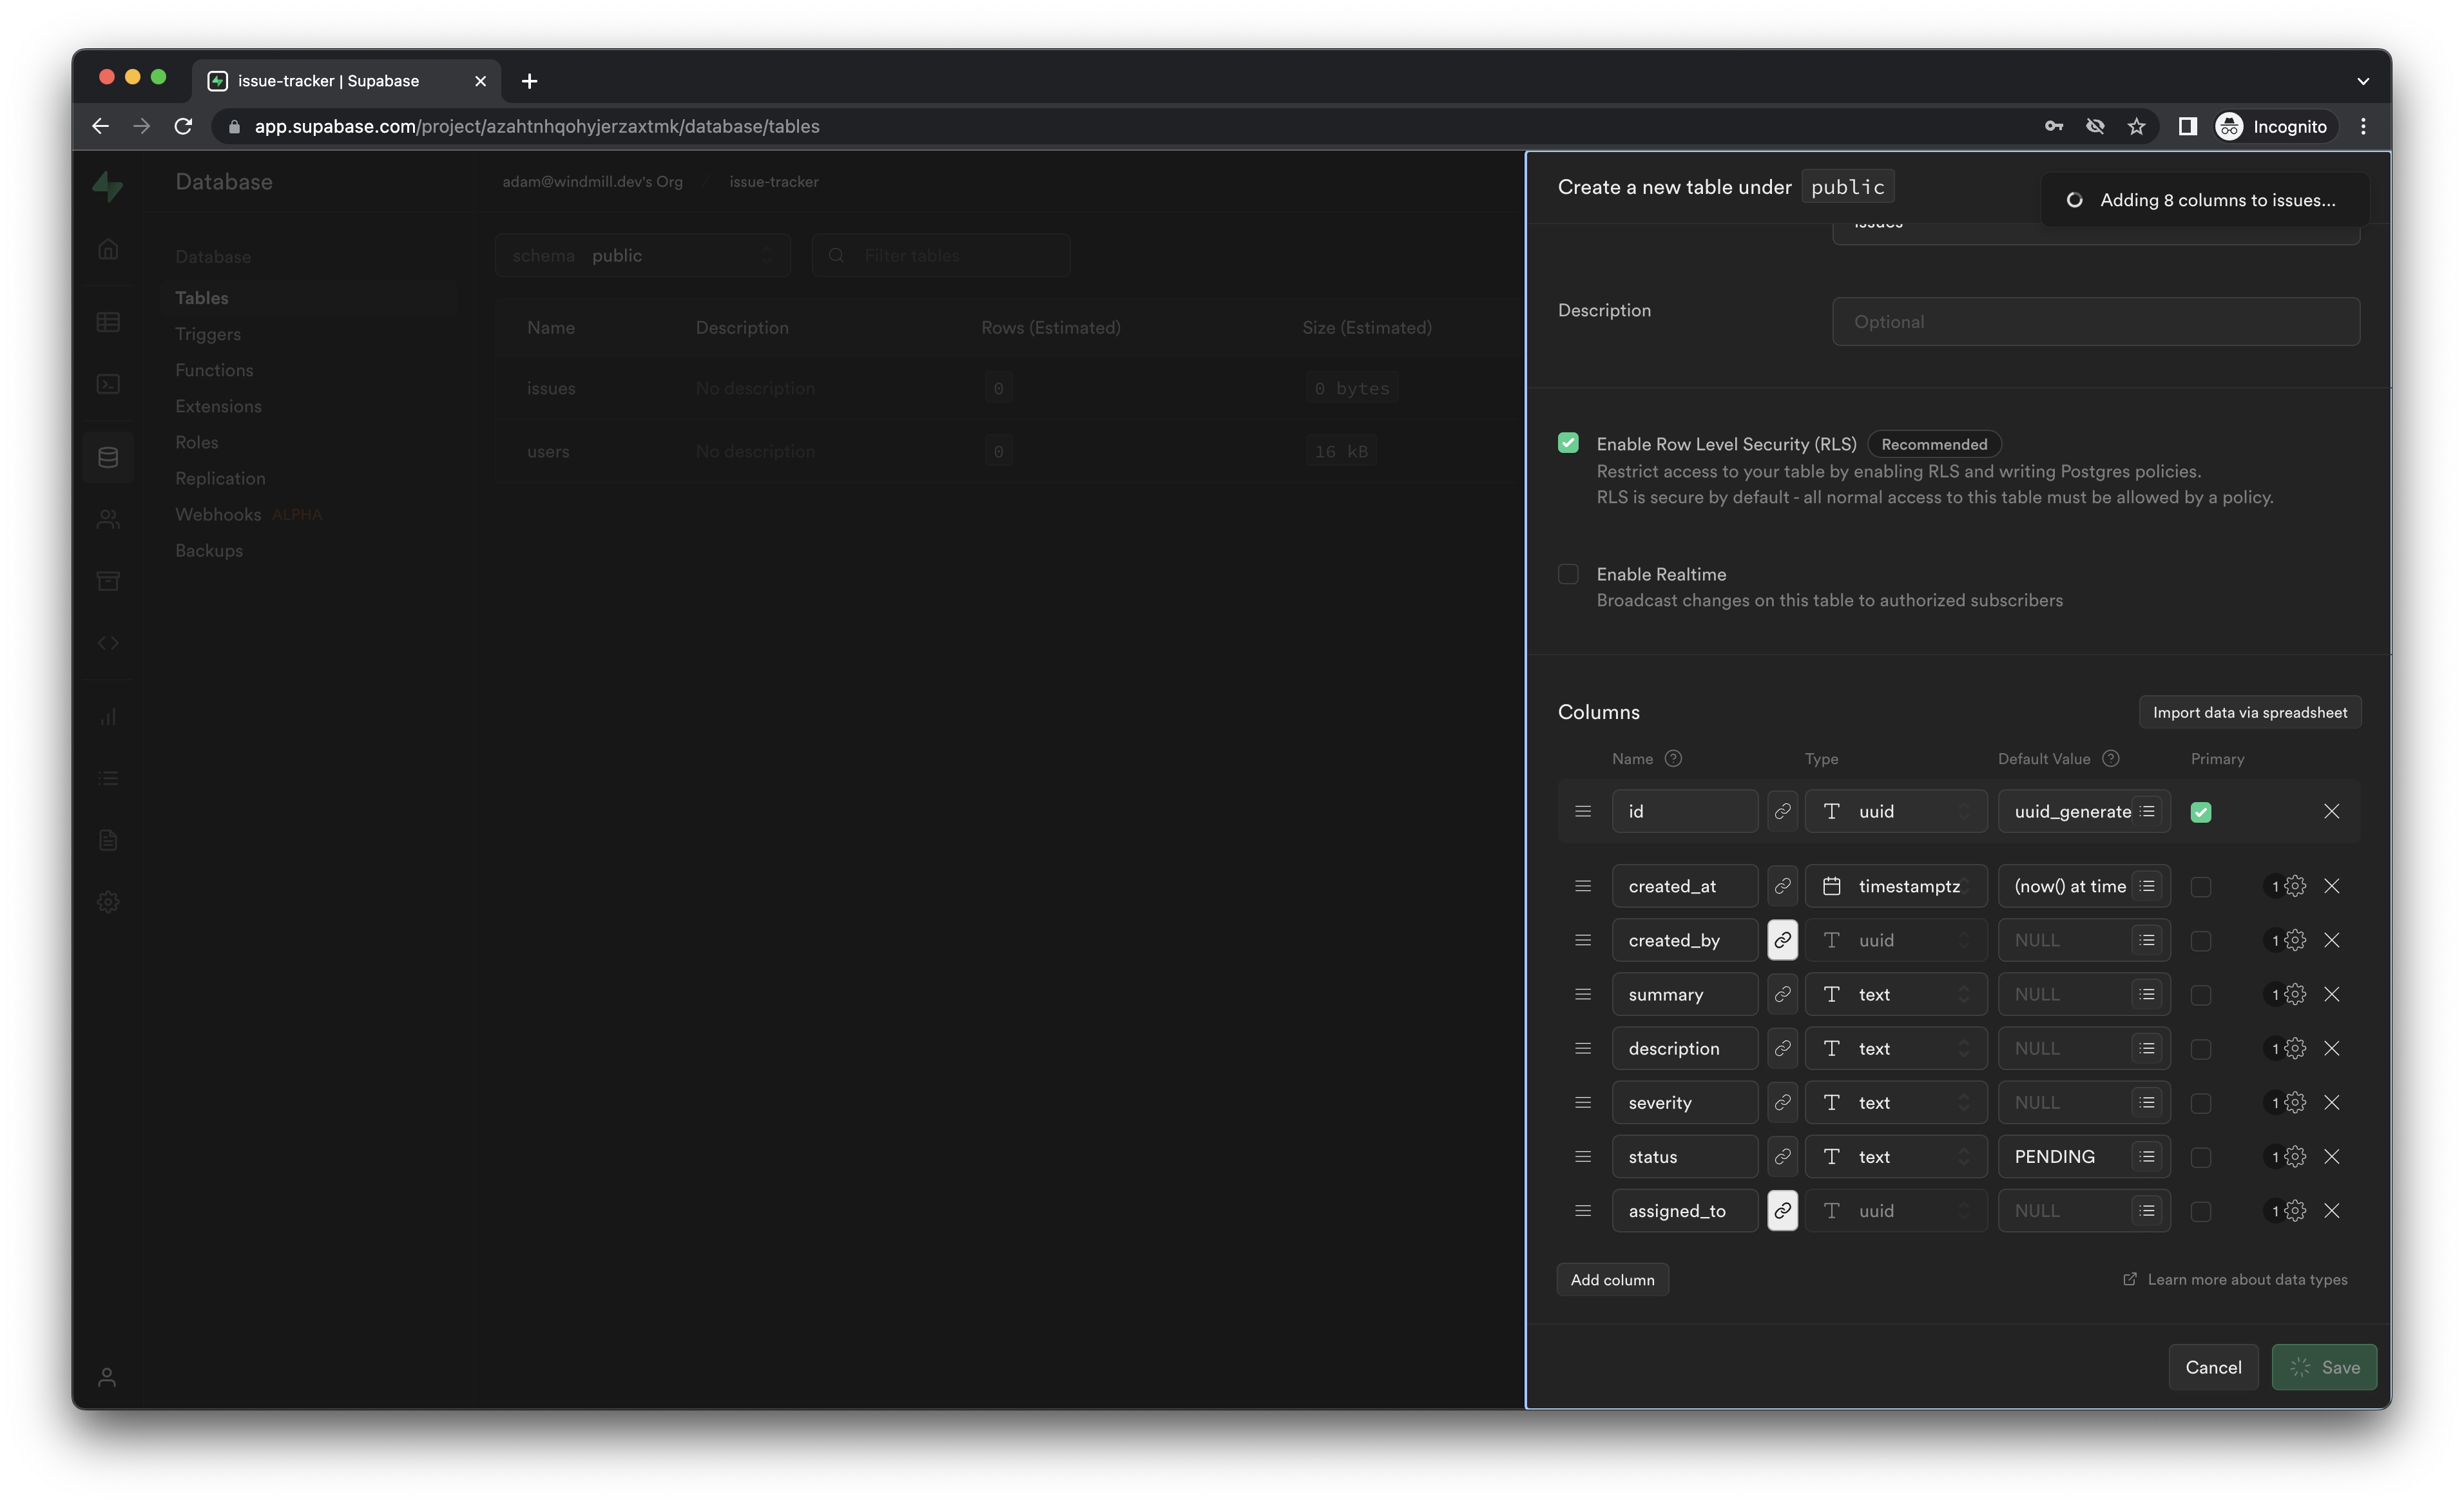 issue-tracker | Supabase
app.supabase.com/project/azahtnhqohyjerzaxtmk/database/tables
Incognito
Database
adam@windmill.dev's Org / issue-tracker
Database
Tables
Triggers
Functions
Extensions
Roles
Replication
Webhooks ALPHA
Backups
schema public
Filter tables
Name Description Rows (Estimated) Size (Estimated)
issues No description 0 0 bytes
users No description 0 16 kB
Create a new table under public
Adding 8 columns to issues...
issues
Description
Optional
Enable Row Level Security (RLS) Recommended
Restrict access to your table by enabling RLS and writing Postgres policies.
RLS is secure by default - all normal access to this table must be allowed by a policy.
Enable Realtime
Broadcast changes on this table to authorized subscribers
Columns
Import data via spreadsheet
Name Type Default Value Primary
id uuid uuid_generate
created_at timestamptz (now() at time 1
created_by uuid NULL 1
summary text NULL 1
description text NULL 1
severity text NULL 1
status text PENDING 1
assigned_to uuid NULL 1
Add column
Learn more about data types
Cancel
Save